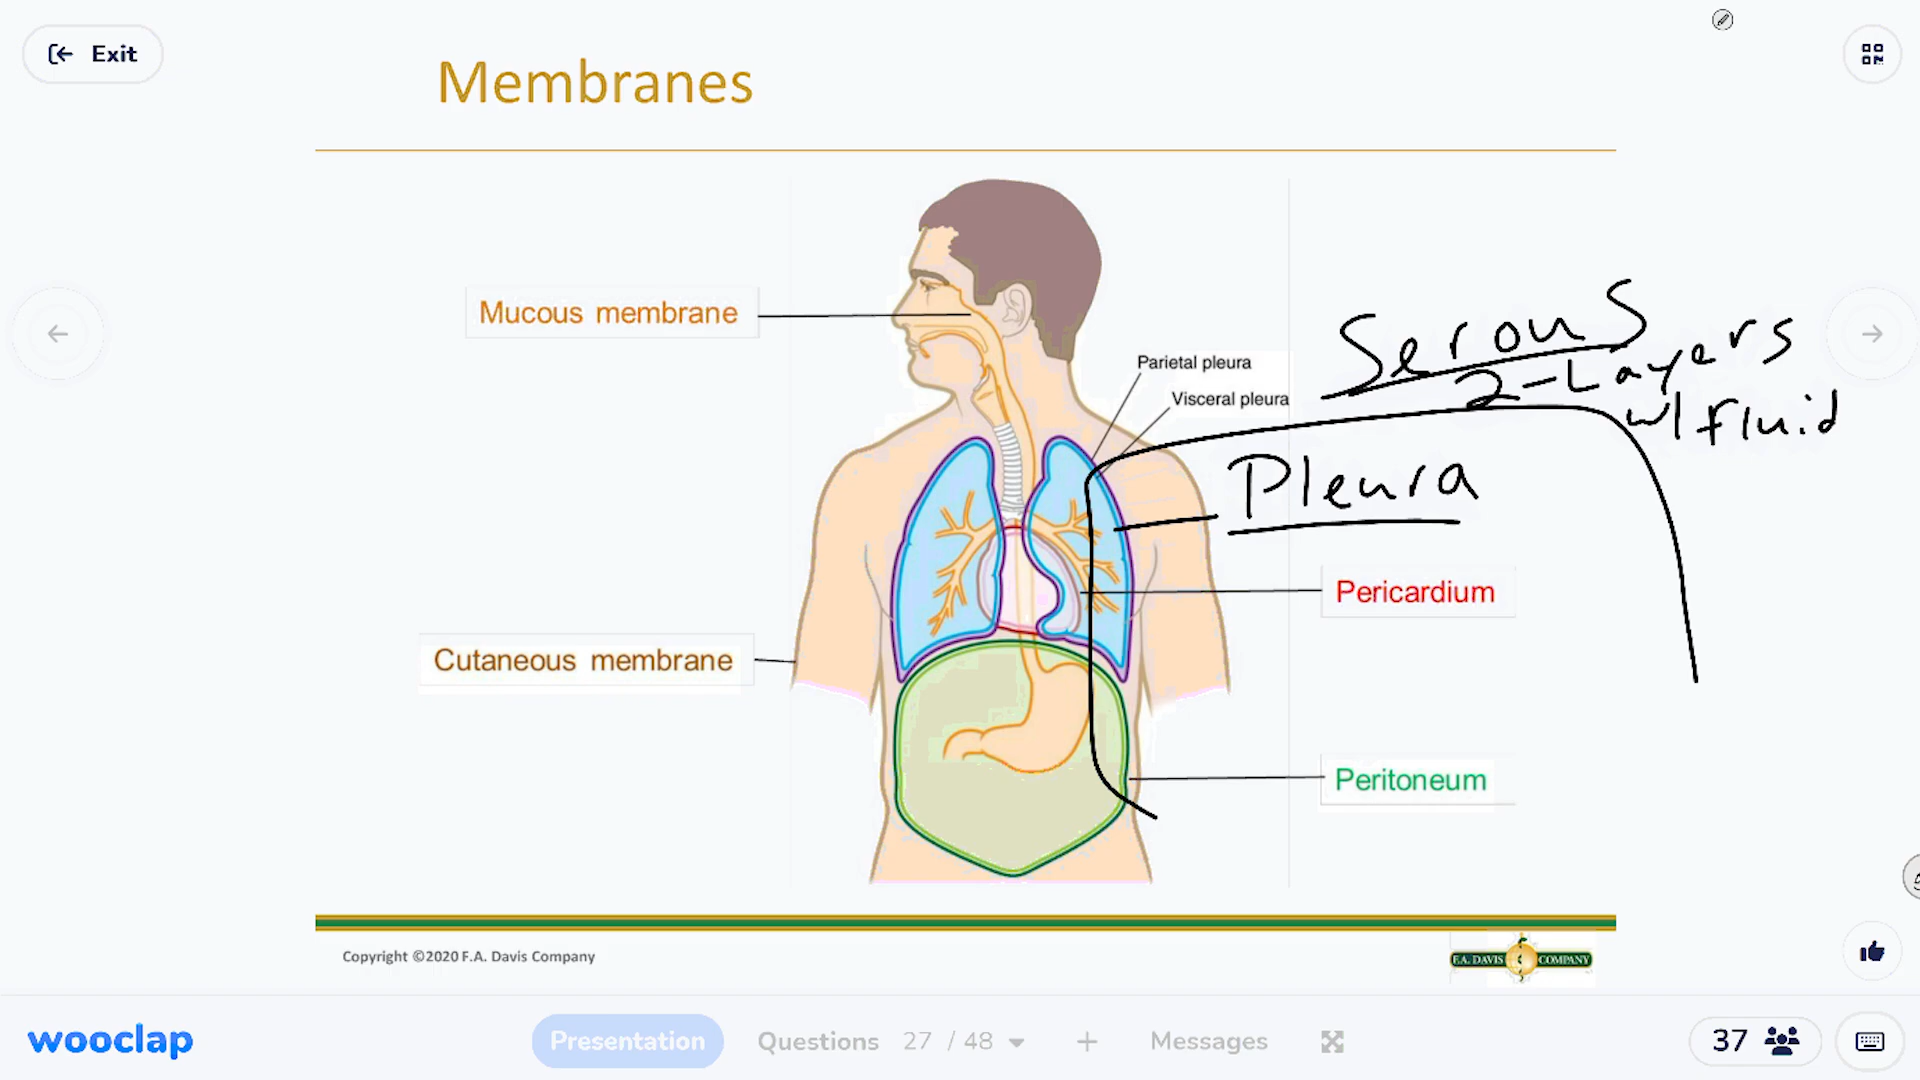 Exit
Membranes
Mucous membrane
Serous
2-Layers
w/ fluid
Parietal pleura
Visceral pleura
Pleura
Pericardium
Cutaneous membrane
Peritoneum
Copyright ©2020 F.A. Davis Company
F.A. DAVIS COMPANY
wooclap
Presentation Questions 27 / 48 + Messages
37